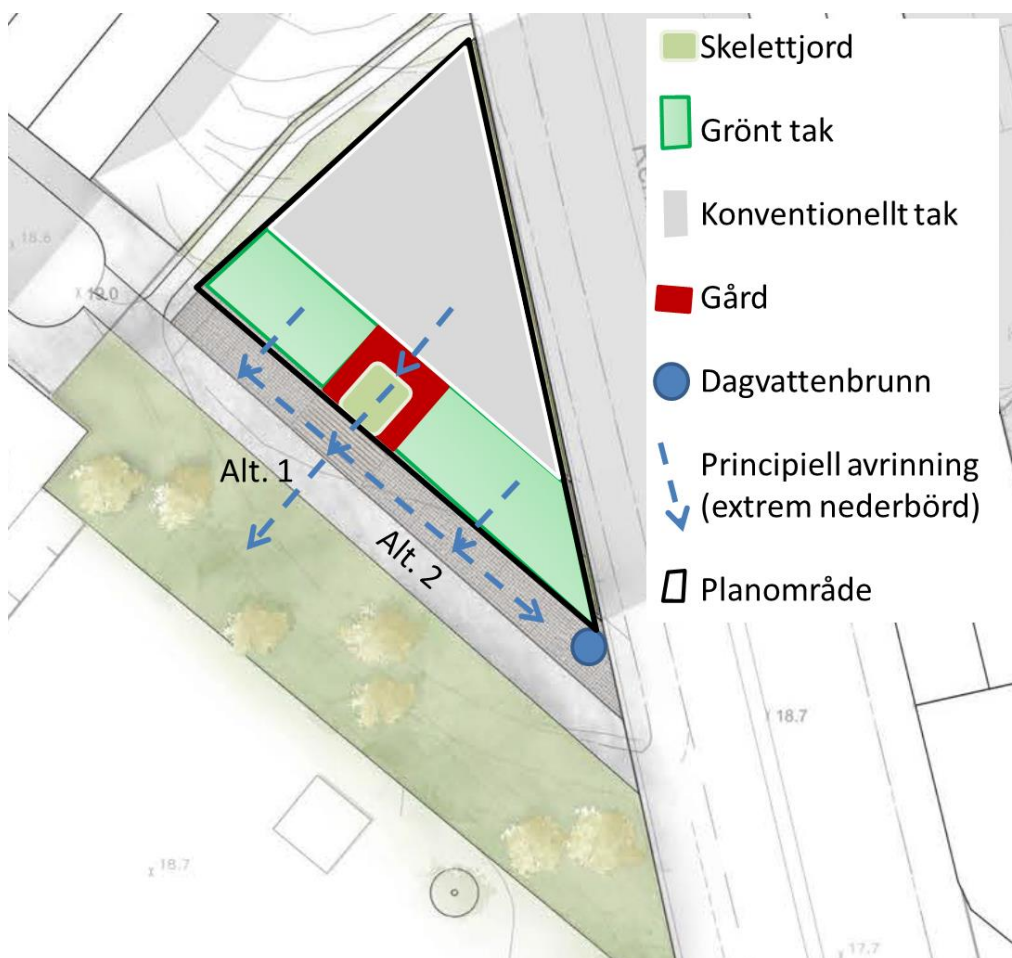 Skelettjord
Grönt tak
Konventionellt tak
Gård
Dagvattenbrunn
Principiell avrinning
(extrem nederbörd)
Planområde
18.6
19.0
Alt. 1
Alt. 2
18.7
18.7
17.7